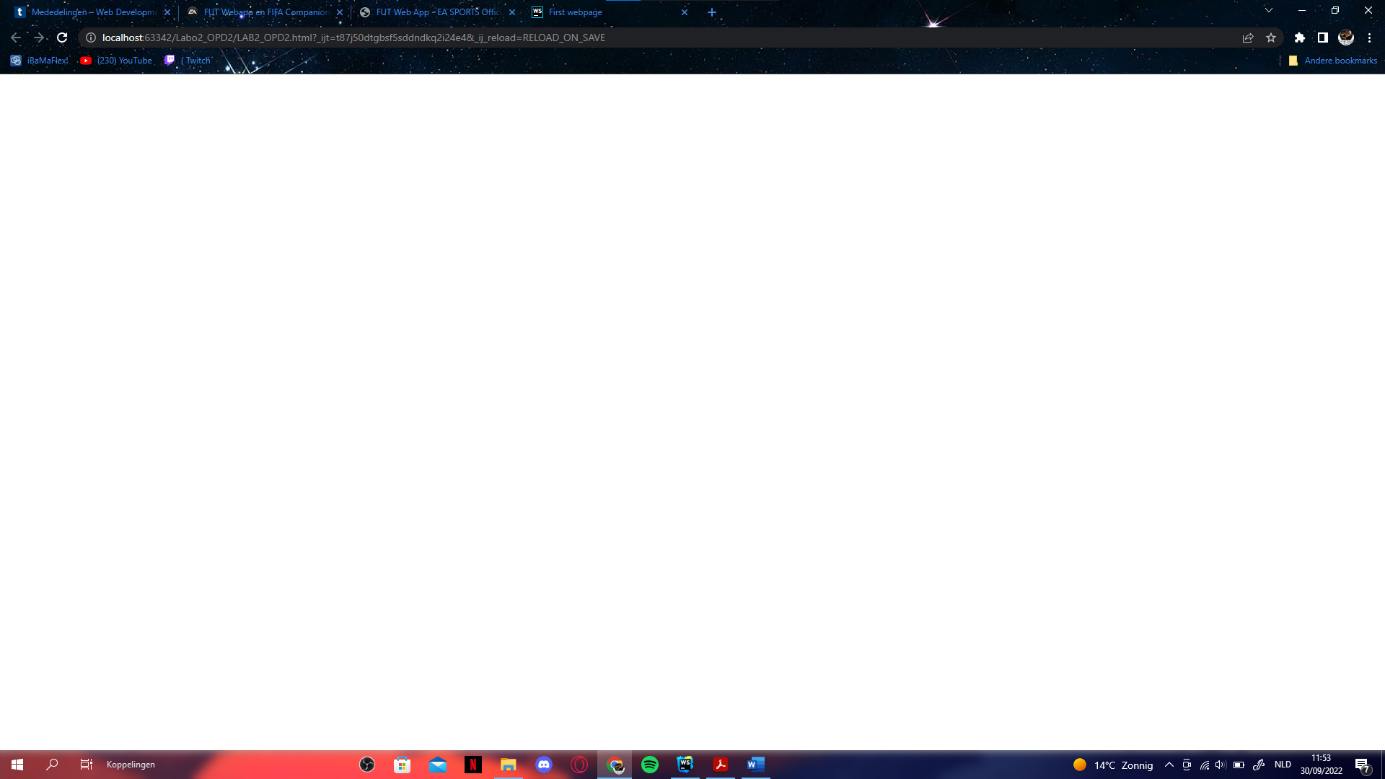 Mededelingen – Web Developme
FUT Webapp en FIFA Companion
FUT Web App - EA SPORTS Offic
First webpage
localhost:63342/Labo2_OPD2/LAB2_OPD2.html?_ijt=t87j50dtgbsf5sddndkq2i24e4&_ij_reload=RELOAD_ON_SAVE
iBaMaFlex!
(230) YouTube
Twitch
Andere bookmarks
Koppelingen
14°C Zonnig
NLD
11:53
30/09/2022
7